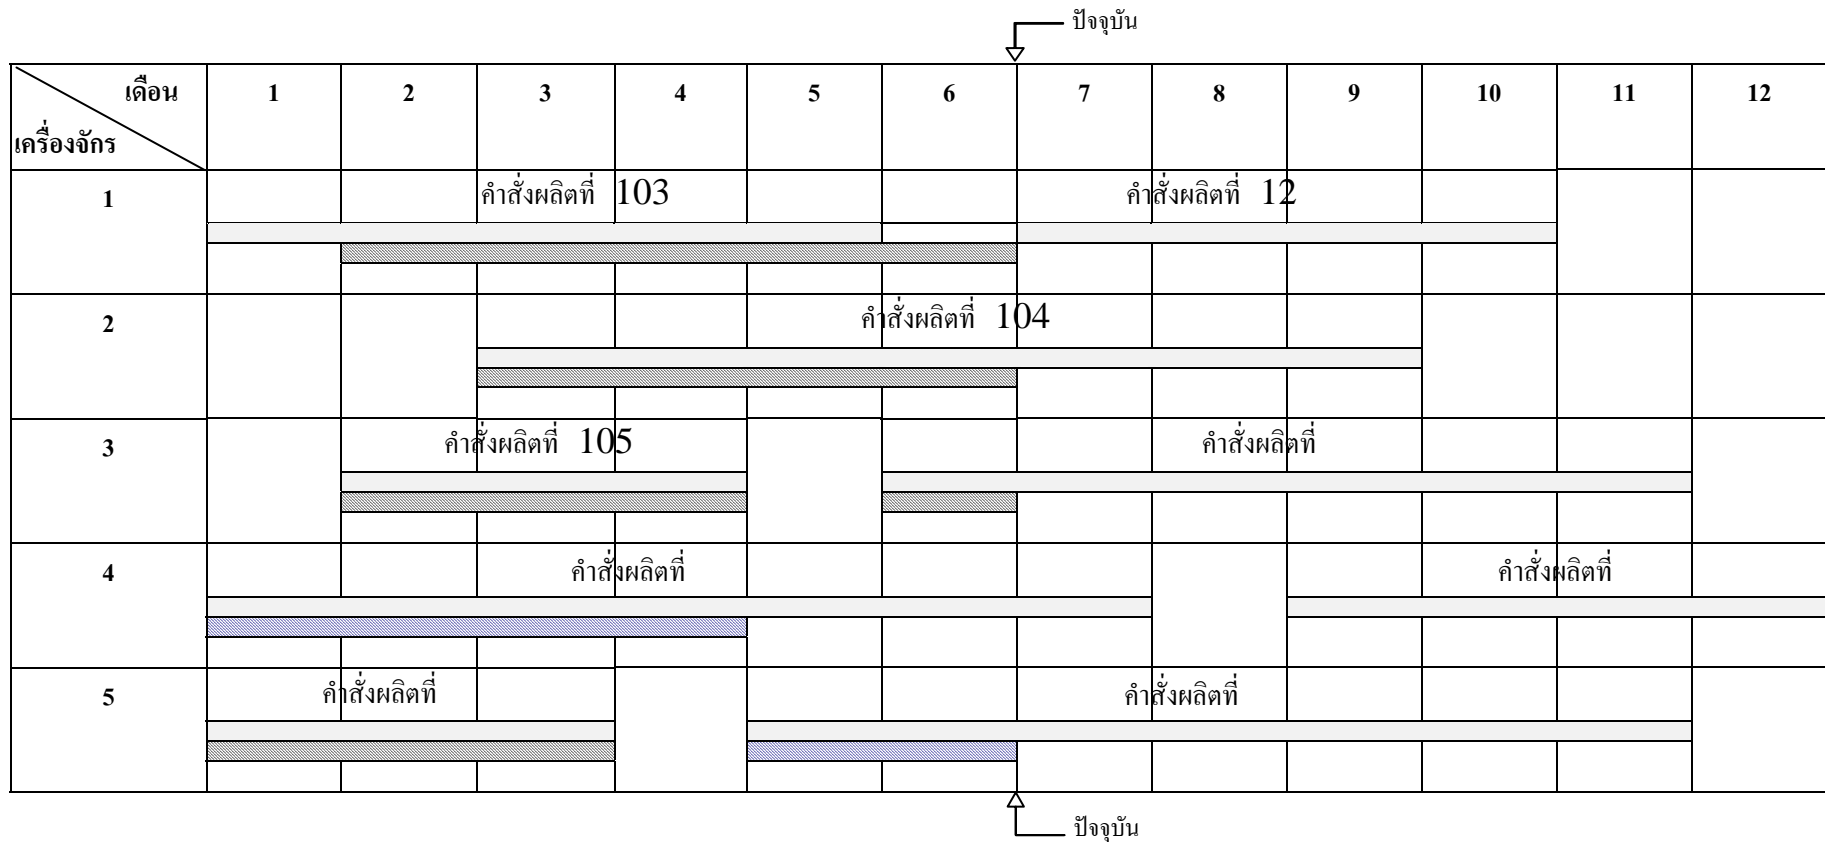 ปัจจุบัน
เดือน 1 2 3 4 5 6 7 8 9 10 11 12
เครื่องจักร
1 คำสั่งผลิตที่ 103 คำสั่งผลิตที่ 12
2 คำสั่งผลิตที่ 104
3 คำสั่งผลิตที่ 105 คำสั่งผลิตที่
4 คำสั่งผลิตที่ คำสั่งผลิตที่
5 คำสั่งผลิตที่ คำสั่งผลิตที่
ปัจจุบัน